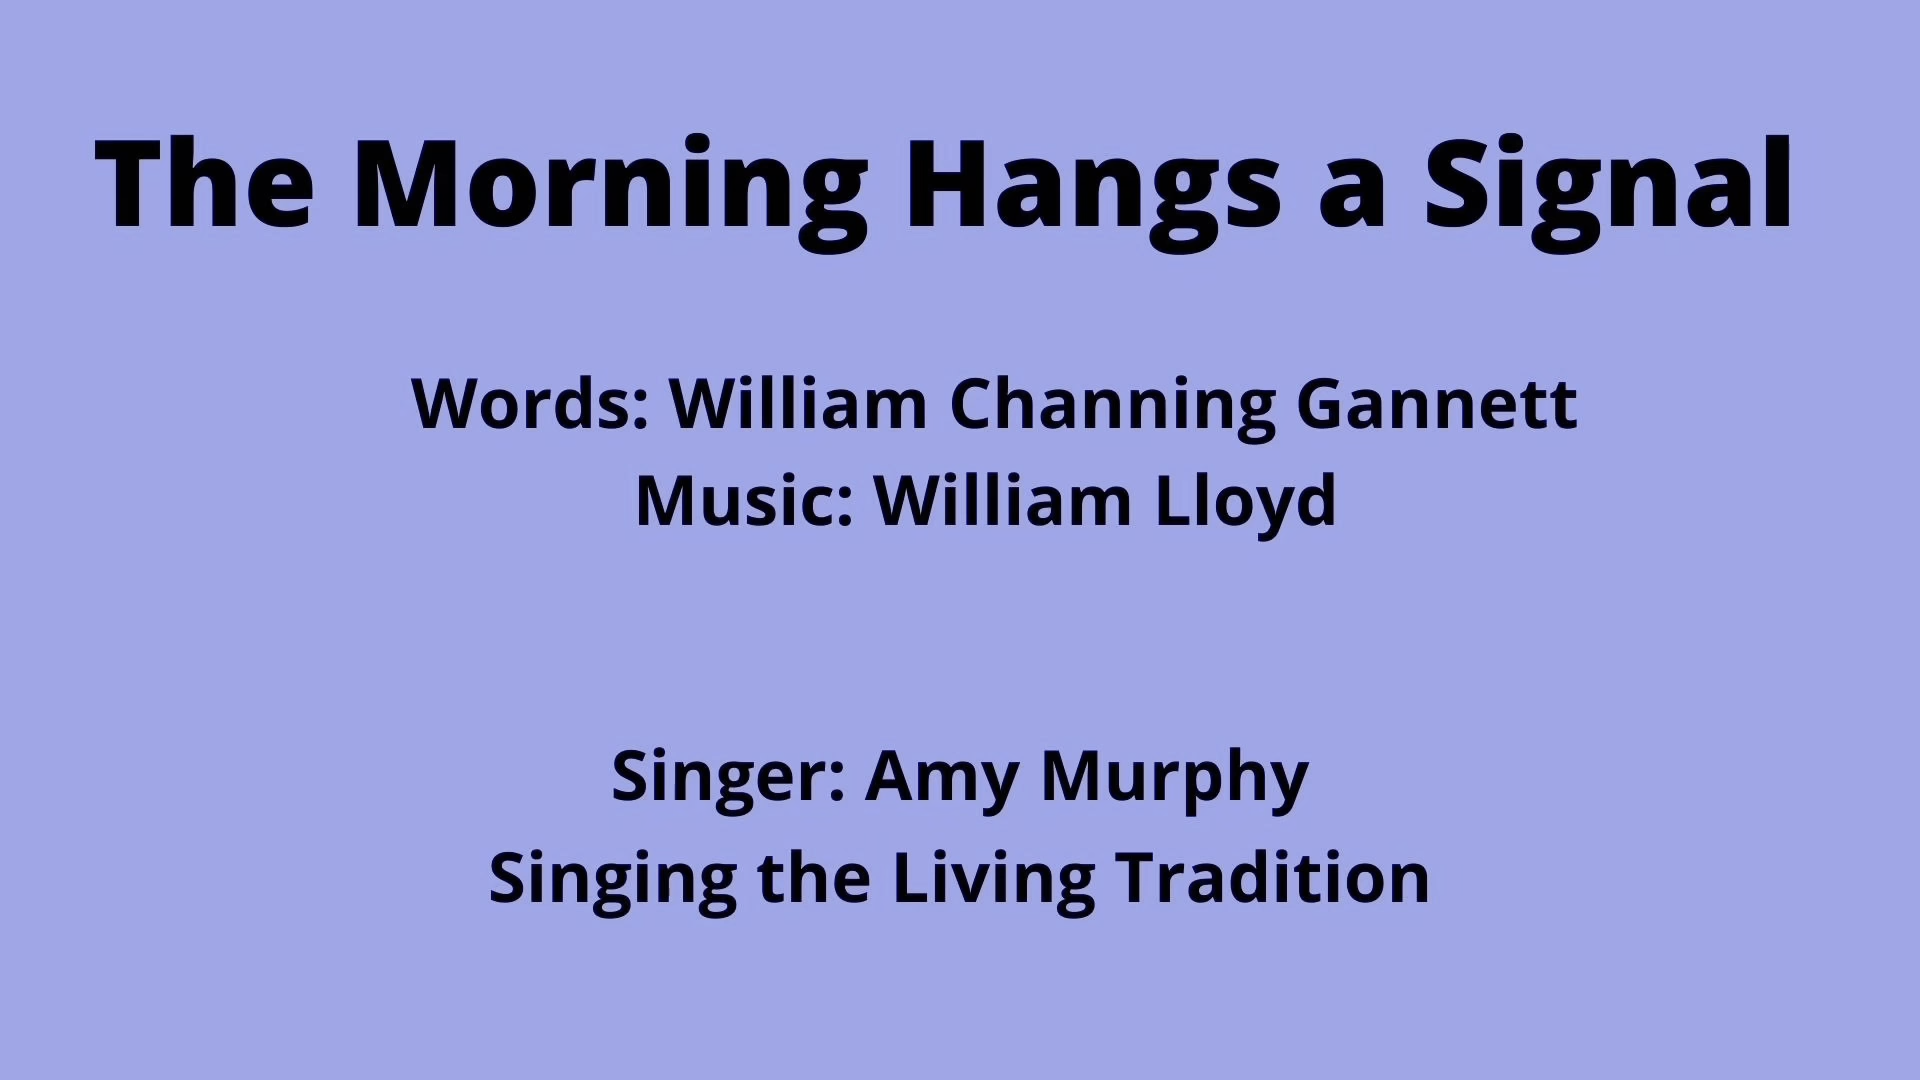 The Morning Hangs a Signal
Words: William Channing Gannett
Music: William Lloyd
Singer: Amy Murphy
Singing the Living Tradition